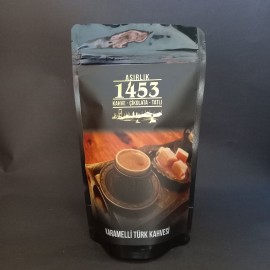 ASIRLIK
1453
KAHVE - ÇİKOLATA - TATLI
KARAMELLİ TÜRK KAHVESİ